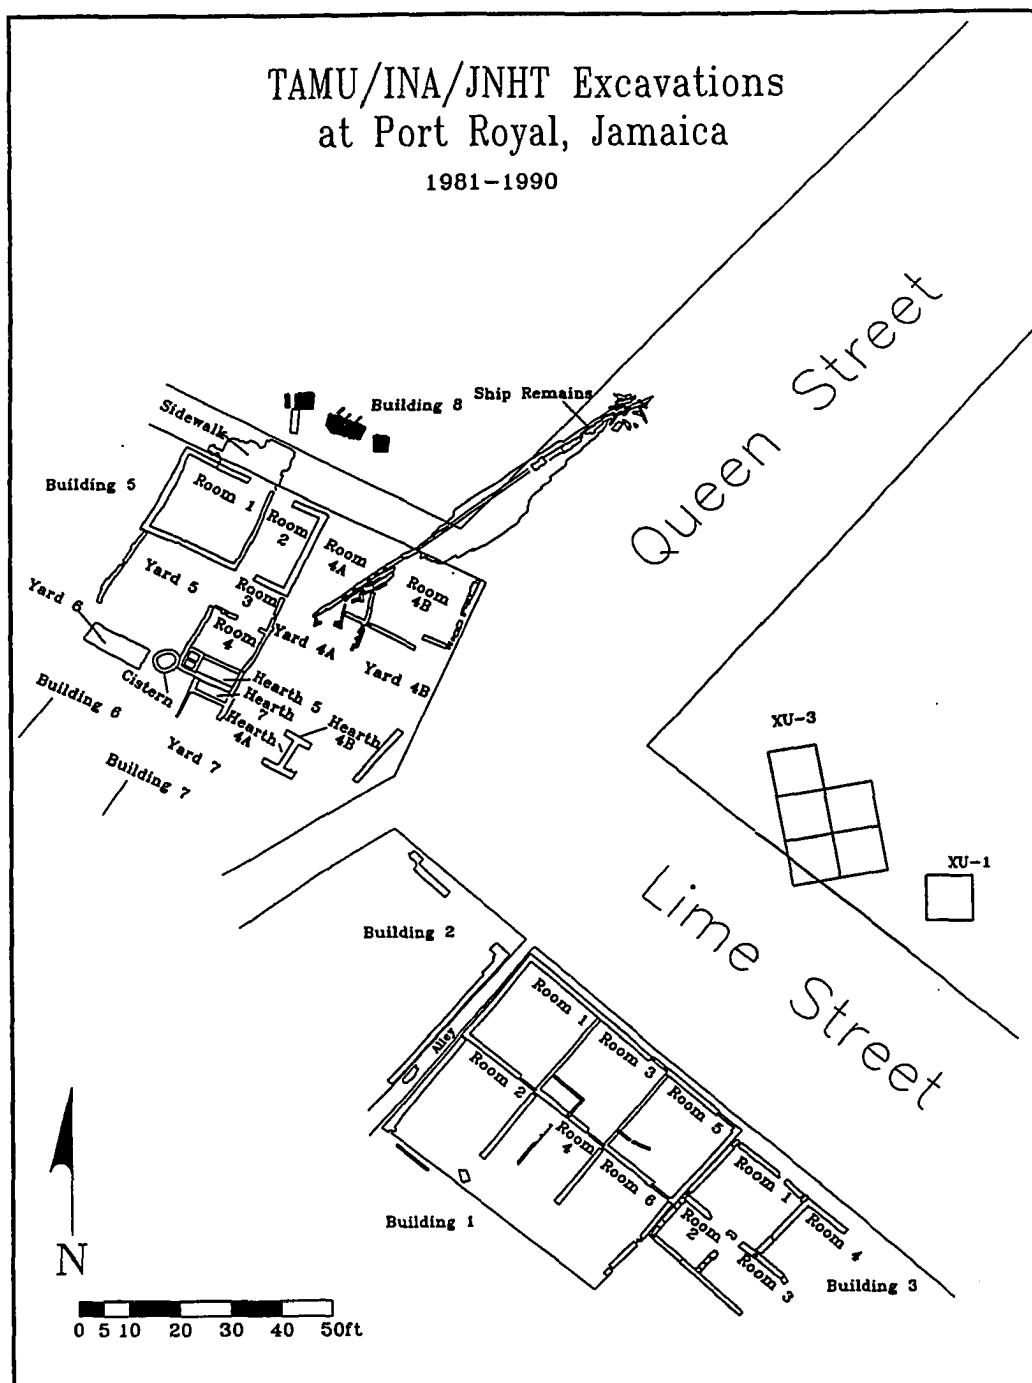 TAMU/INA/JNHT Excavations
at Port Royal, Jamaica
1981-1990
Queen Street
Ship Remains
Building 8
Sidewalk
Building 5
Room 1
Room
2
Room
4A
Room
4B
Yard 5
Room
3
Yard 6
Room
4
Yard 4A
Yard 4B
Cistern
Hearth 5
Hearth
7
Hearth
4A
Hearth
4B
Building 6
Yard 7
Building 7
XU-3
XU-1
Lime Street
Building 2
Alley
Room 1
Room 2
Room 3
Room
4
Room 5
Room 6
Building 1
Room 1
Room
2
Room 3
Room 4
Building 3
N
0 5 10 20 30 40 50ft